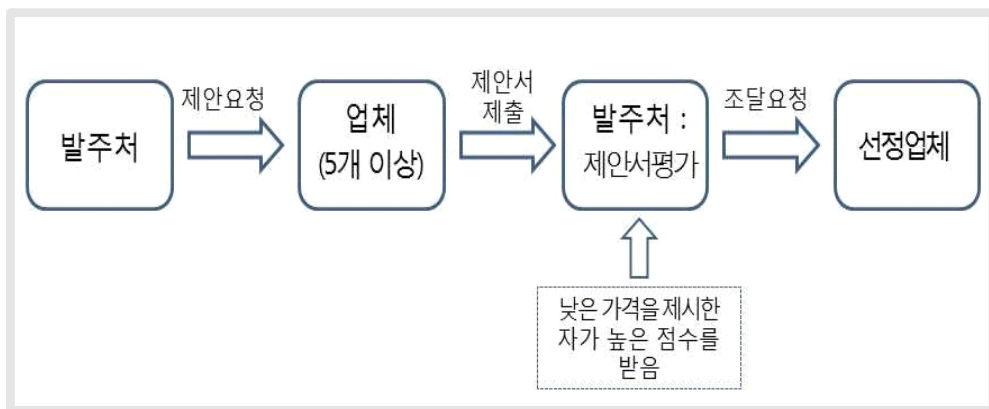 발주처
제안요청
업체
(5개 이상)
제안서
제출
발주처 :
제안서평가
조달요청
선정업체
낮은 가격을 제시한
자가 높은 점수를
받음